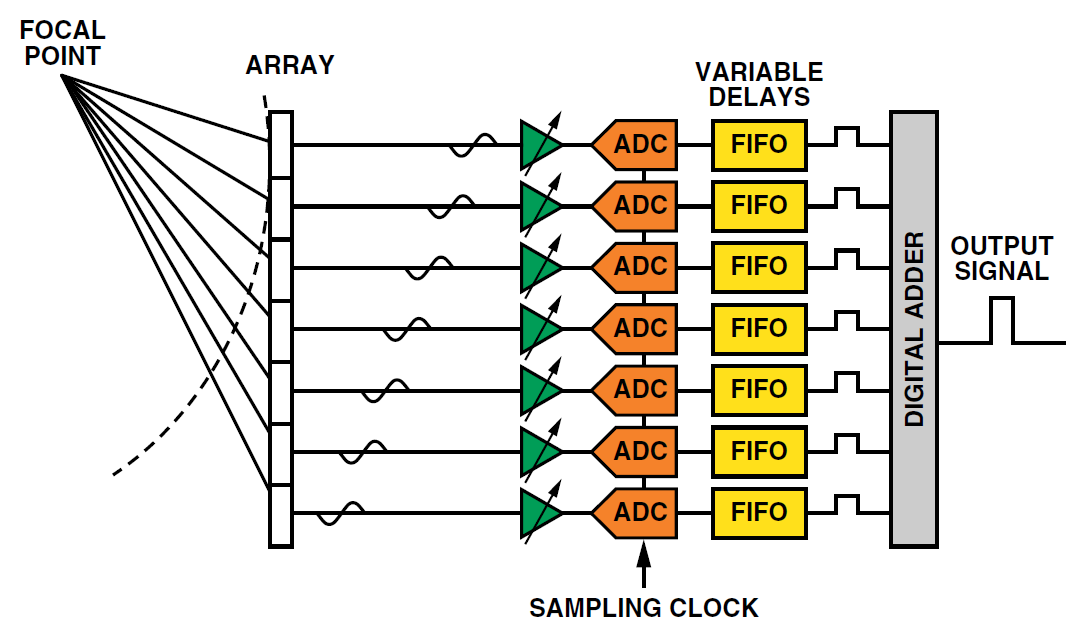 FOCAL
POINT
ARRAY
VARIABLE
DELAYS
ADC
FIFO
ADC
FIFO
ADC
FIFO
ADC
FIFO
ADC
FIFO
ADC
FIFO
ADC
FIFO
DIGITAL ADDER
OUTPUT
SIGNAL
SAMPLING CLOCK